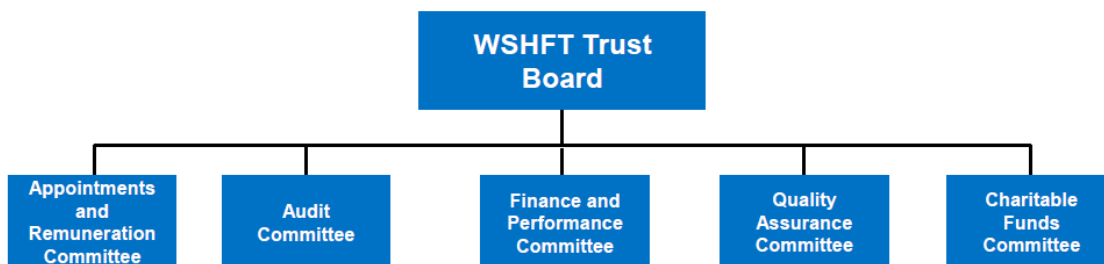 WSHFT Trust
Board
Appointments
and
Remuneration
Committee
Audit
Committee
Finance and
Performance
Committee
Quality
Assurance
Committee
Charitable
Funds
Committee